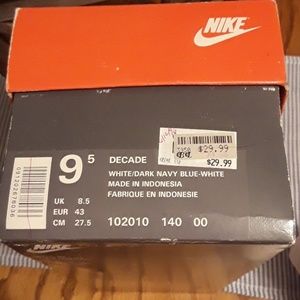 NIKE
$29.99
$29.99
9 5
DECADE
WHITE/DARK NAVY BLUE-WHITE
MADE IN INDONESIA
FABRIQUE EN INDONESIE
UK 8.5
EUR 43
CM 27.5
102010 140 00
NIKE